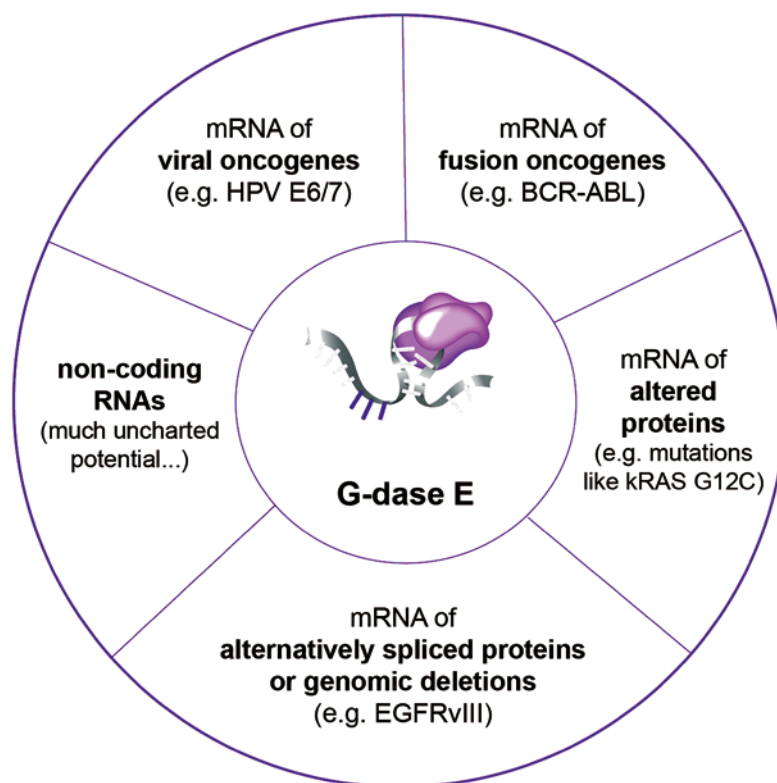 mRNA of
viral oncogenes
(e.g. HPV E6/7)
mRNA of
fusion oncogenes
(e.g. BCR-ABL)
mRNA of
altered
proteins
(e.g. mutations
like kRAS G12C)
mRNA of
alternatively spliced proteins
or genomic deletions
(e.g. EGFRvIII)
non-coding
RNAs
(much uncharted
potential...)
G-dase E